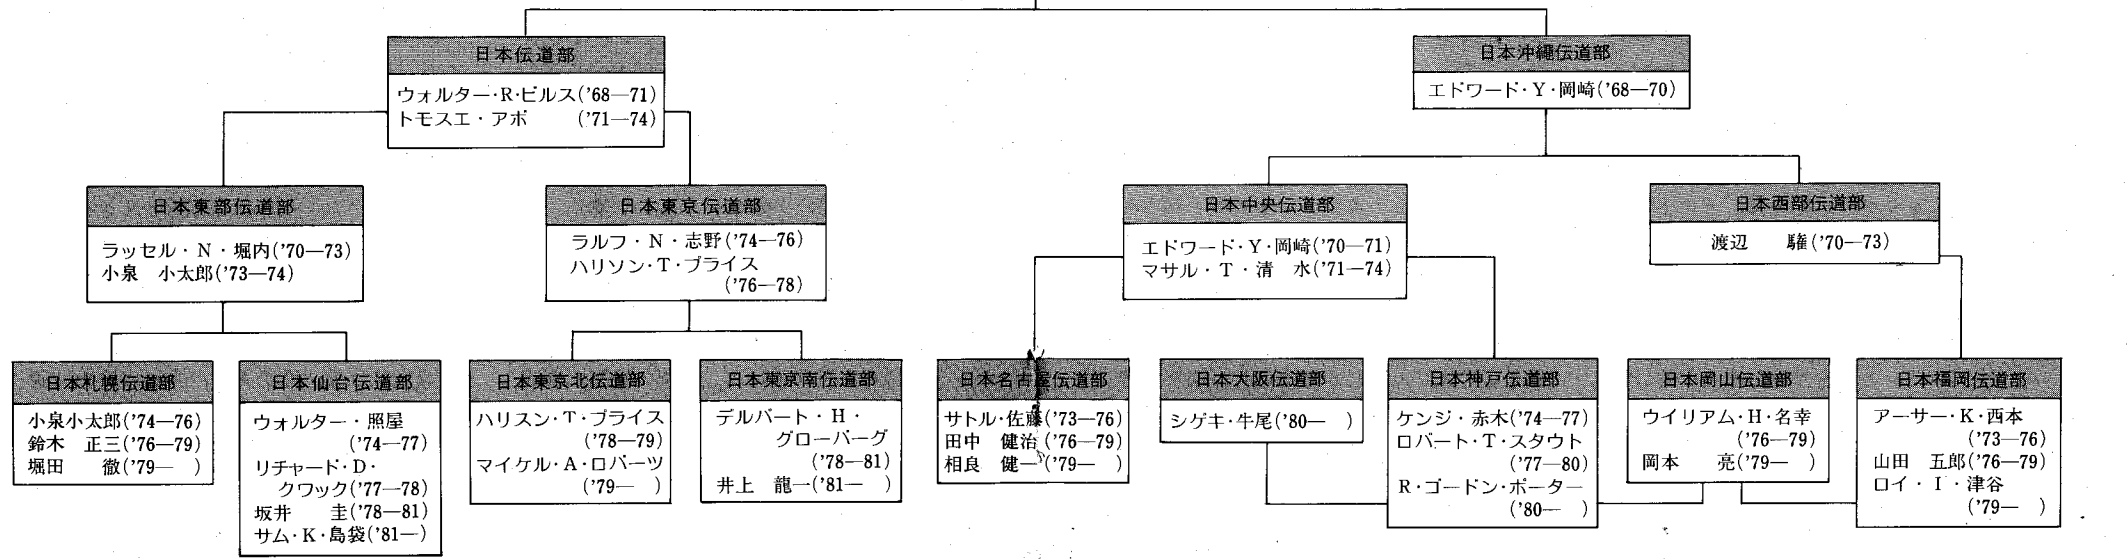 日本伝道部
ウォルター・R・ビルス('68—71)
トモスエ・アボ ('71—74)
日本沖縄伝道部
エドワード・Y・岡崎('68—70)
日本東部伝道部
ラッセル・N・堀内('70—73)
小泉 小太郎('73—74)
日本東京伝道部
ラルフ・N・志野('74—76)
ハリソン・T・プライス
('76—78)
日本中央伝道部
エドワード・Y・岡崎('70—71)
マサル・T・清 水('71—74)
日本西部伝道部
渡辺 驩('70—73)
日本札幌伝道部
小泉小太郎('74—76)
鈴木 正三('76—79)
堀田 徹('79— )
日本仙台伝道部
ウォルター・照屋
('74—77)
リチャード・D・
クワック('77—78)
坂井 圭('78—81)
サム・K・島袋('81—)
日本東京北伝道部
ハリスン・T・プライス
('78—79)
マイケル・A・ロバーツ
('79— )
日本東京南伝道部
デルバート・H・
グローバーグ
('78—81)
井上 龍一('81— )
日本名古屋伝道部
サトル・佐藤('73—76)
田中 健治('76—79)
相良 健一('79— )
日本大阪伝道部
シゲキ・牛尾('80— )
日本神戸伝道部
ケンジ・赤木('74—77)
ロバート・T・スタウト
('77—80)
R・ゴードン・ポーター
('80— )
日本岡山伝道部
ウイリアム・H・名幸
('76—79)
岡本 亮('79— )
日本福岡伝道部
アーサー・K・西本
('73—76)
山田 五郎('76—79)
ロイ・I・津谷
('79— )